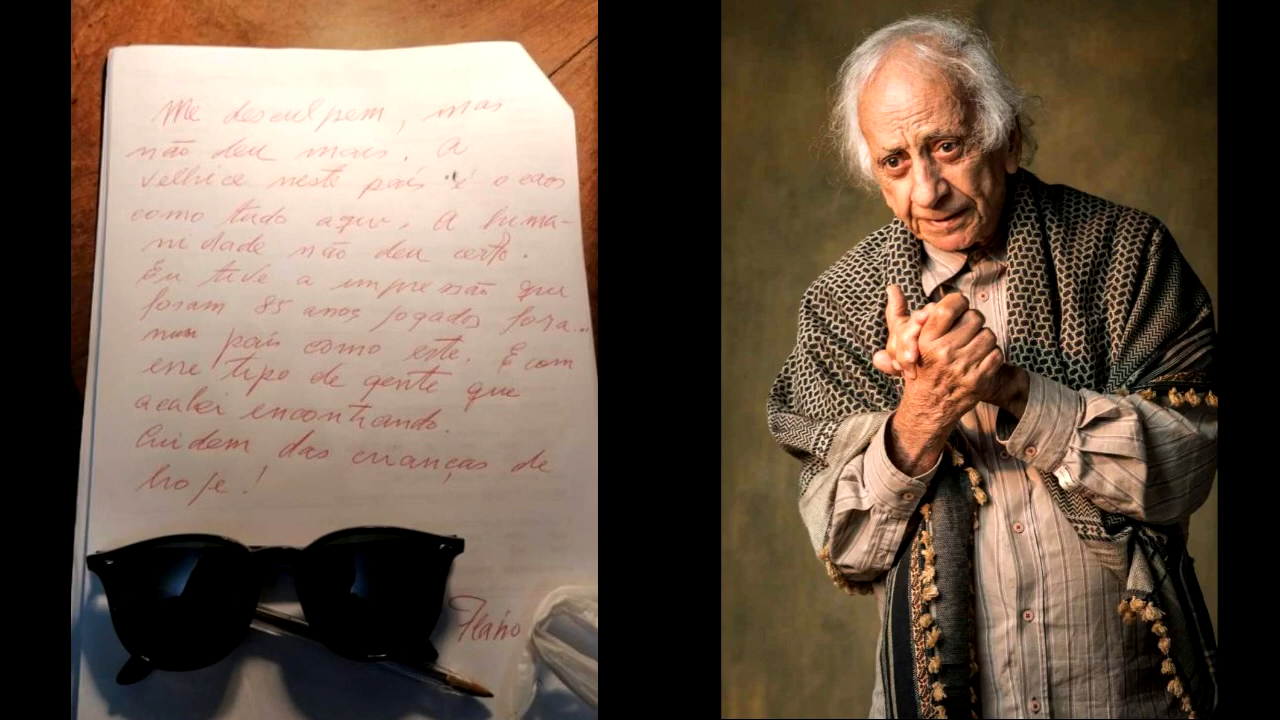 Me desculpem, mas
não deu mais. A
velhice neste país é o caos
como tudo aqui. A huma-
nidade não deu certo.
Eu tive a impressão que
foram 85 anos jogados fora...
num país como este. E com
esse tipo de gente que
acabei encontrando.
Cuidem das crianças de
hoje!
Flávio